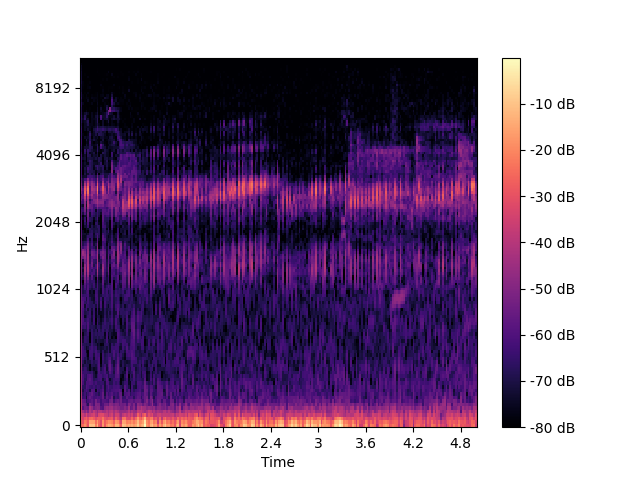 8192
4096
2048
1024
512
0
Hz
0 0.6 1.2 1.8 2.4 3 3.6 4.2 4.8
Time
-10 dB
-20 dB
-30 dB
-40 dB
-50 dB
-60 dB
-70 dB
-80 dB